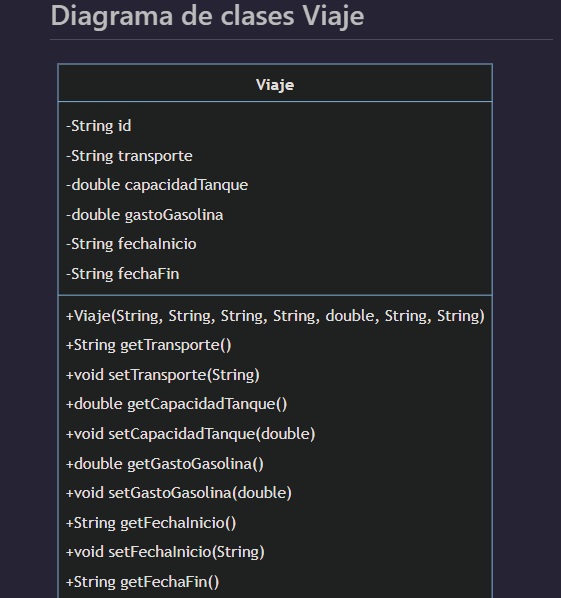 Diagrama de clases Viaje
Viaje
-String id
-String transporte
-double capacidadTanque
-double gastoGasolina
-String fechaInicio
-String fechaFin
+Viaje(String, String, String, String, double, String, String)
+String getTransporte()
+void setTransporte(String)
+double getCapacidadTanque()
+void setCapacidadTanque(double)
+double getGastoGasolina()
+void setGastoGasolina(double)
+String getFechaInicio()
+void setFechaInicio(String)
+String getFechaFin()